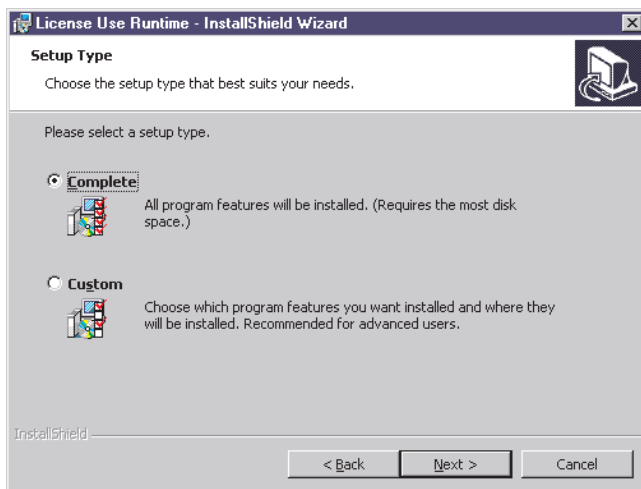 License Use Runtime - InstallShield Wizard
Setup Type
Choose the setup type that best suits your needs.
Please select a setup type.
Complete
All program features will be installed. (Requires the most disk
space.)
Custom
Choose which program features you want installed and where they
will be installed. Recommended for advanced users.
InstallShield
< Back
Next >
Cancel